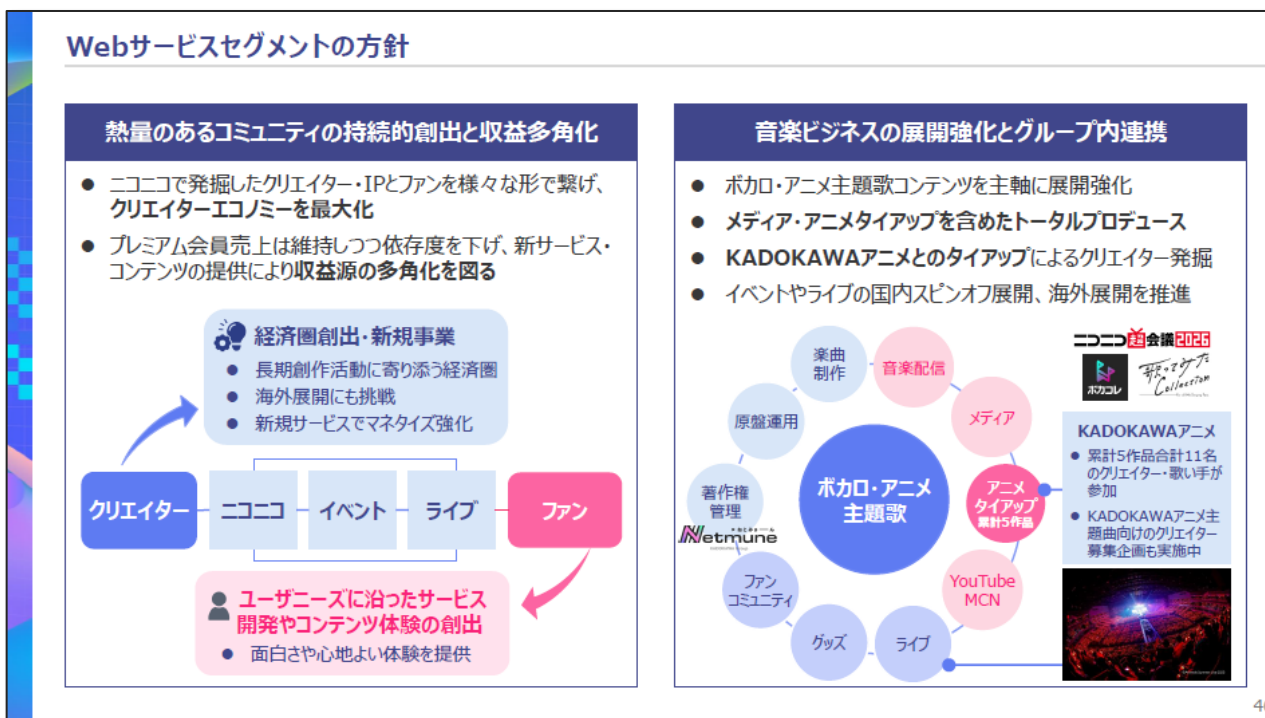 Webサービスセグメントの方針
熱量のあるコミュニティの持続的創出と収益多角化
● ニコニコで発掘したクリエイター・IPとファンを様々な形で繋げ、
クリエイターエコノミーを最大化
● プレミアム会員売上は維持しつつ依存度を下げ、新サービス・
コンテンツの提供により収益源の多角化を図る
経済圏創出・新規事業
● 長期創作活動に寄り添う経済圏
● 海外展開にも挑戦
● 新規サービスでマネタイズ強化
クリエイター
ニコニコ
イベント
ライブ
ファン
ユーザニーズに沿ったサービス
開発やコンテンツ体験の創出
● 面白さや心地よい体験を提供
音楽ビジネスの展開強化とグループ内連携
● ボカロ・アニメ主題歌コンテンツを主軸に展開強化
● メディア・アニメタイアップを含めたトータルプロデュース
● KADOKAWAアニメとのタイアップによるクリエイター発掘
● イベントやライブの国内スピンオフ展開、海外展開を推進
楽曲
制作
音楽配信
メディア
アニメ
タイアップ
累計5作品
YouTube
MCN
ライブ
グッズ
ファン
コミュニティ
著作権
管理
Netmune
原盤運用
ボカロ・アニメ
主題歌
ニコニコ超会議2026
ボカコレ
歌ってみた
Collection
KADOKAWAアニメ
● 累計5作品合計11名
のクリエイター・歌い手が
参加
● KADOKAWAアニメ主
題曲向けのクリエイター
募集企画も実施中